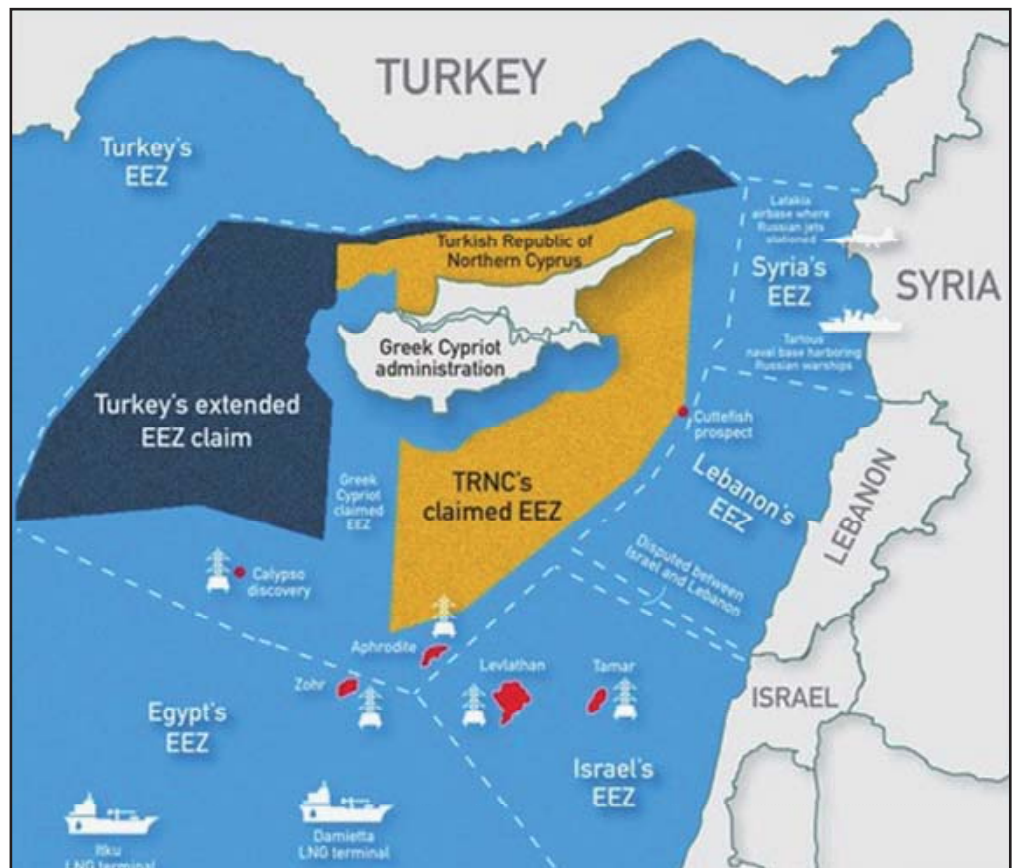 TURKEY
Turkey's
EEZ
Latakia
airbase where
Russian jets
stationed
Turkish Republic of
Northern Cyprus
Syria's
EEZ
SYRIA
Greek Cypriot
administration
Tartous
naval base harboring
Russian warships
Turkey's extended
EEZ claim
Cuttefish
prospect
Greek
Cypriot
claimed
EEZ
TRNC's
claimed EEZ
Lebanon's
EEZ
LEBANON
Disputed between
Israel and Lebanon
Calypso
discovery
Aphrodite
Zohr
Levlathan
Tamar
ISRAEL
Egypt's
EEZ
Israel's
EEZ
LNG terminal
Damietta
LNG terminal